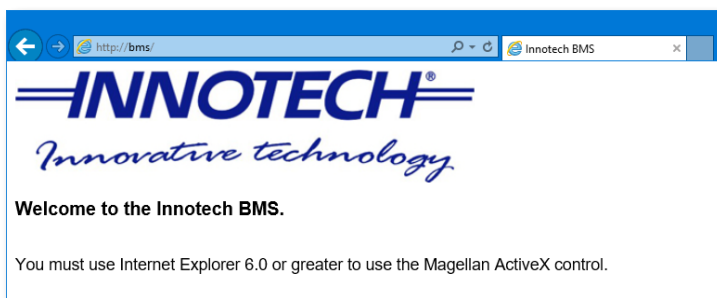 http://bms/
Innotech BMS
INNOTECH®
Innovative technology
Welcome to the Innotech BMS.
You must use Internet Explorer 6.0 or greater to use the Magellan ActiveX control.